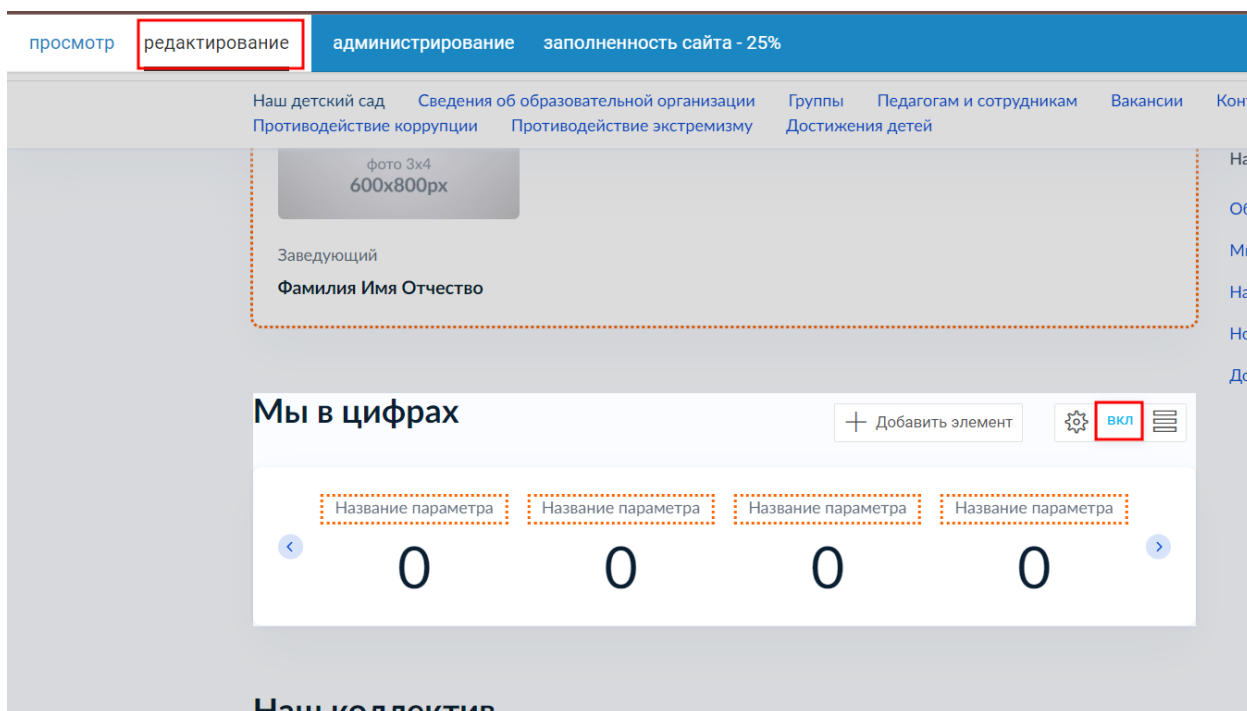 просмотр редактирование администрирование заполненность сайта - 25%
Наш детский сад Сведения об образовательной организации Группы Педагогам и сотрудникам Вакансии
Противодействие коррупции Противодействие экстремизму Достижения детей
фото 3x4
600x800px
Заведующий
Фамилия Имя Отчество
Мы в цифрах
Добавить элемент
вкл
Название параметра Название параметра Название параметра Название параметра
0 0 0 0
Наш коллектив